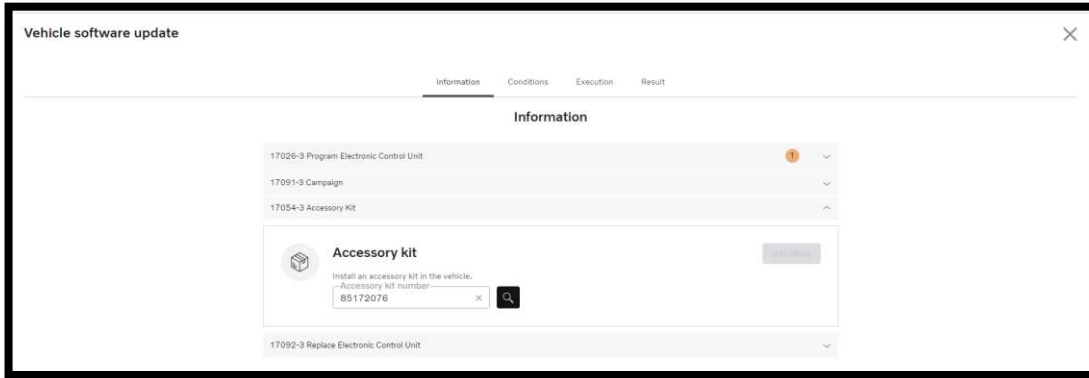 Vehicle software update
Information Conditions Execution Result
Information
17026-3 Program Electronic Control Unit 1
17091-3 Campaign
17054-3 Accessory Kit
Accessory kit
Install an accessory kit in the vehicle.
Accessory kit number
85172076
17092-3 Replace Electronic Control Unit